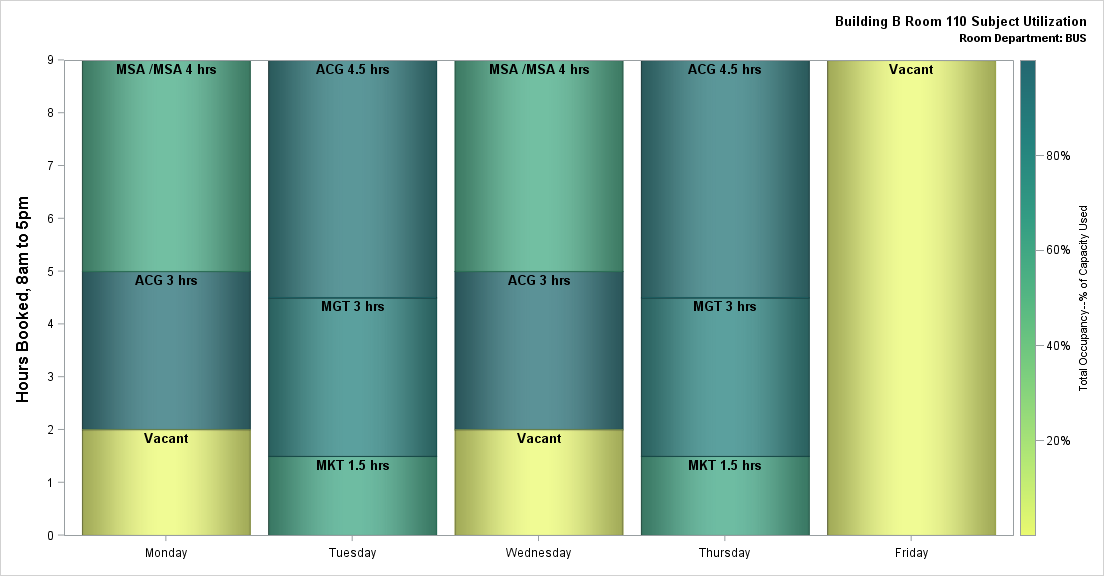 Building B Room 110 Subject Utilization
Room Department: BUS
Hours Booked, 8am to 5pm
9
8
7
6
5
4
3
2
1
0
MSA /MSA 4 hrs
ACG 3 hrs
Vacant
ACG 4.5 hrs
MGT 3 hrs
MKT 1.5 hrs
MSA /MSA 4 hrs
ACG 3 hrs
Vacant
ACG 4.5 hrs
MGT 3 hrs
MKT 1.5 hrs
Vacant
Monday
Tuesday
Wednesday
Thursday
Friday
80%
60%
40%
20%
Total Occupancy--% of Capacity Used